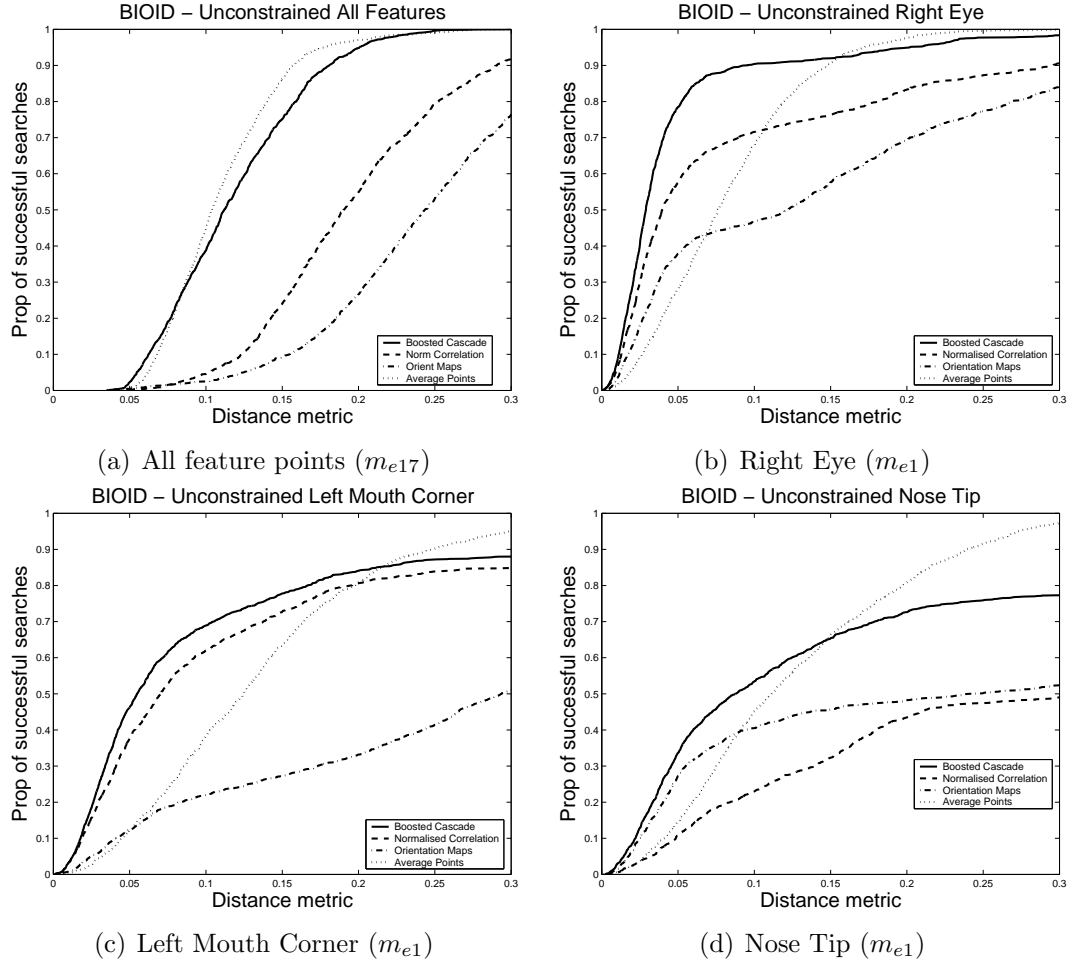 BIOID – Unconstrained All Features
1
0.9
0.8
0.7
0.6
0.5
0.4
0.3
0.2
0.1
0
Prop of successful searches
Boosted Cascade
Norm Correlation
Orient Maps
Average Points
0 0.05 0.1 0.15 0.2 0.25 0.3
Distance metric
(a) All feature points (m_{e17})
BIOID – Unconstrained Right Eye
1
0.9
0.8
0.7
0.6
0.5
0.4
0.3
0.2
0.1
0
Prop of successful searches
Boosted Cascade
Normalised Correlation
Orientation Maps
Average Points
0 0.05 0.1 0.15 0.2 0.25 0.3
Distance metric
(b) Right Eye (m_{e1})
BIOID – Unconstrained Left Mouth Corner
1
0.9
0.8
0.7
0.6
0.5
0.4
0.3
0.2
0.1
0
Prop of successful searches
Boosted Cascade
Normalised Correlation
Orientation Maps
Average Points
0 0.05 0.1 0.15 0.2 0.25 0.3
Distance metric
(c) Left Mouth Corner (m_{e1})
BIOID – Unconstrained Nose Tip
1
0.9
0.8
0.7
0.6
0.5
0.4
0.3
0.2
0.1
0
Prop of successful searches
Boosted Cascade
Normalised Correlation
Orientation Maps
Average Points
0 0.05 0.1 0.15 0.2 0.25 0.3
Distance metric
(d) Nose Tip (m_{e1})